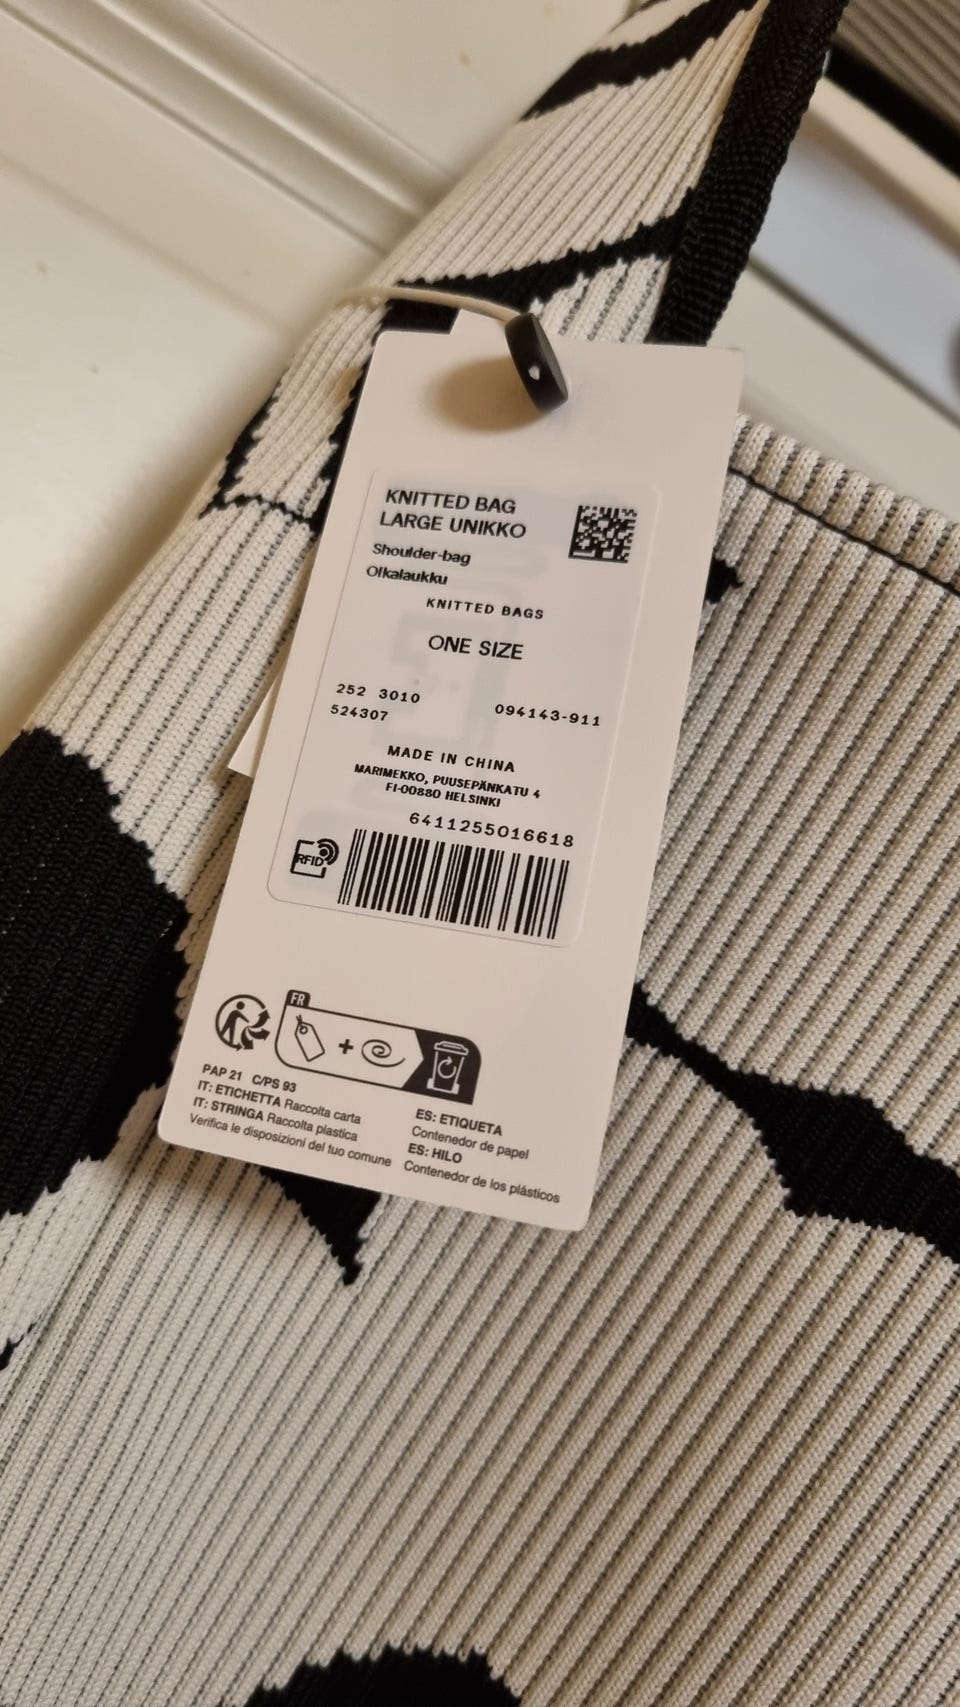 KNITTED BAG
LARGE UNIKKO
Shoulder-bag
Olkalaukku
KNITTED BAGS
ONE SIZE
252 3010
524307
094143-911
MADE IN CHINA
MARIMEKKO, PUUSEPÄNKATU 4
FI-00880 HELSINKI
6411255016618
RFID
FR
PAP 21 C/PS 93
IT: ETICHETTA Raccolta carta
IT: STRINGA Raccolta plastica
Verifica le disposizioni del tuo comune
ES: ETIQUETA
Contenedor de papel
ES: HILO
Contenedor de los plásticos